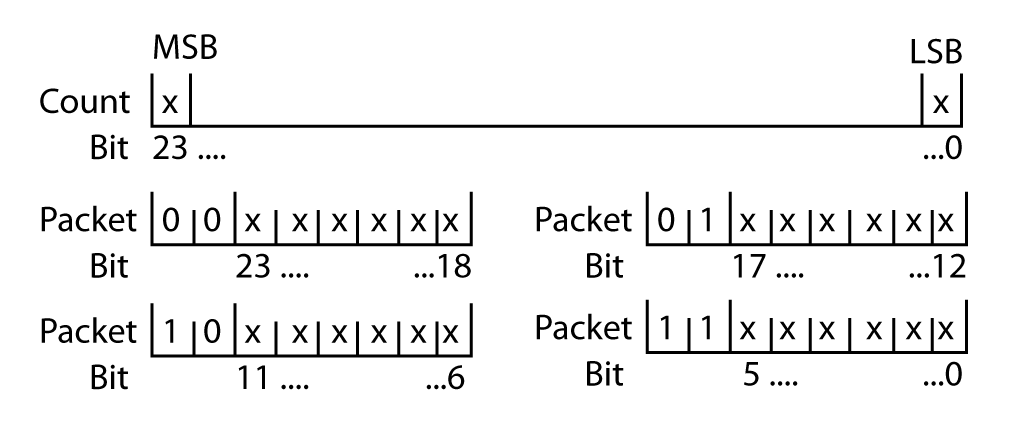 MSB LSB
Count x x
Bit 23 .... ...0
Packet 0 0 x x x x x x Packet 0 1 x x x x x x
Bit 23 .... ...18 Bit 17 .... ...12
Packet 1 0 x x x x x x Packet 1 1 x x x x x x
Bit 11 .... ...6 Bit 5 .... ...0